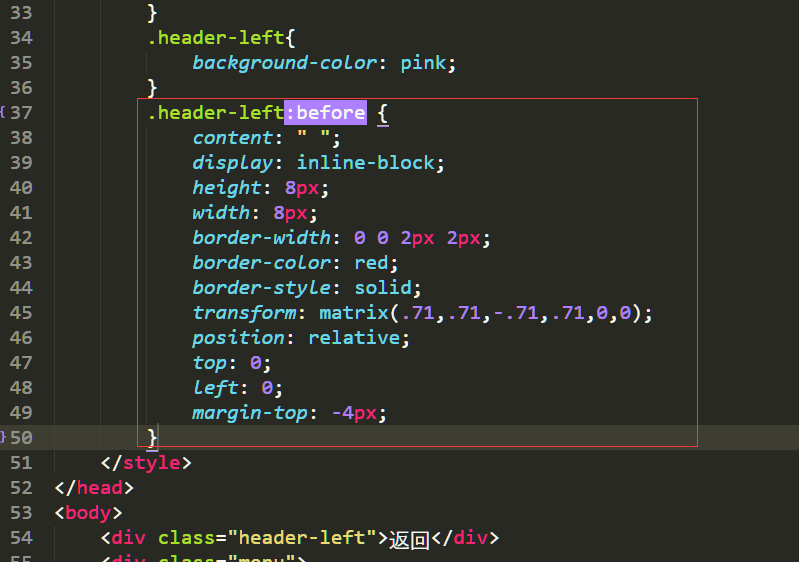 33 }
34 .header-left{
35 background-color: pink;
36 }
{ 37 .header-left:before {
38 content: " ";
39 display: inline-block;
40 height: 8px;
41 width: 8px;
42 border-width: 0 0 2px 2px;
43 border-color: red;
44 border-style: solid;
45 transform: matrix(.71,.71,-.71,.71,0,0);
46 position: relative;
47 top: 0;
48 left: 0;
49 margin-top: -4px;
} 50 }
51 </style>
52 </head>
53 <body>
54 <div class="header-left">返回</div>
55 <div class="menu">